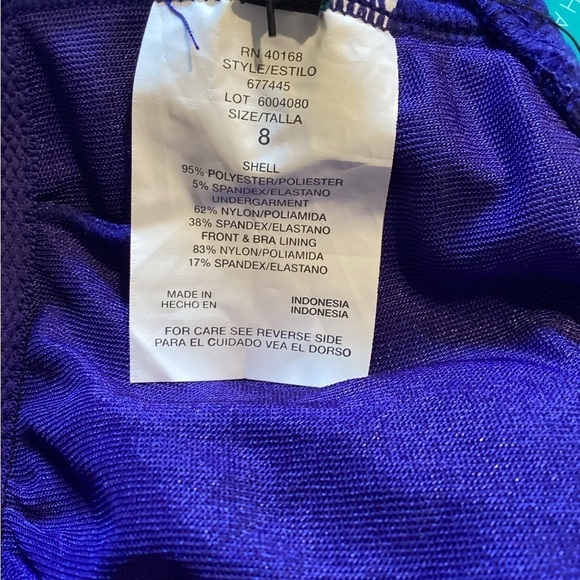 RN 40168
STYLE/ESTILO
677445
LOT 6004080
SIZE/TALLA
8
SHELL
95% POLYESTER/POLIESTER
5% SPANDEX/ELASTANO
UNDERGARMENT
62% NYLON/POLIAMIDA
38% SPANDEX/ELASTANO
FRONT & BRA LINING
83% NYLON/POLIAMIDA
17% SPANDEX/ELASTANO
MADE IN INDONESIA
HECHO EN INDONESIA
FOR CARE SEE REVERSE SIDE
PARA EL CUIDADO VEA EL DORSO